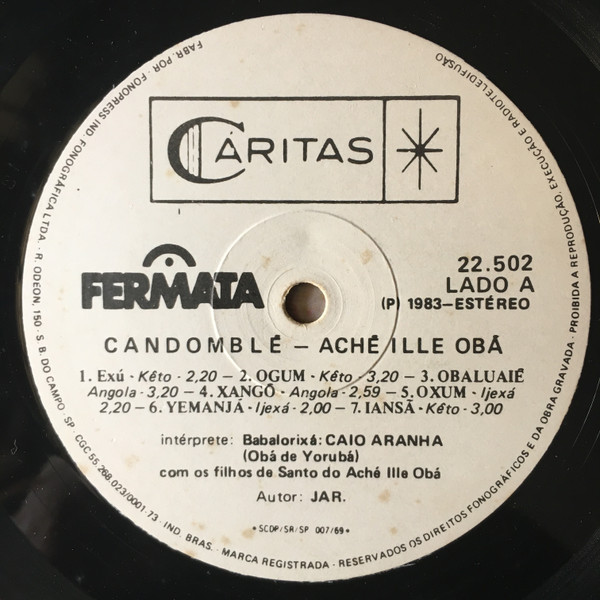 CÁRITAS
FERMATA
22.502
LADO A
(P) 1983-ESTÉREO
CANDOMBLÊ - ACHÊ ILLE OBÁ
1. Exú - Kêto - 2,20 - 2. OGUM - Kêto - 3,20 - 3. OBALUAIÊ
Angola - 3,20 - 4. XANGÔ - Angola - 2,59 - 5. OXUM - Ijexá
2,20 - 6. YEMANJÁ - Ijexá - 2,00 - 7. IANSÃ - Kêto - 3,00
intérprete: Babalorixá: CAIO ARANHA
(Obá de Yorubá)
com os filhos de Santo do Aché Ille Obá
Autor: JAR.
*SCDP/SR/SP 007/69*
FABR. POR. FONOPRESS IND. FONOGRÁFICA LTDA. · R. ODEON, 150 · S. B. DO CAMPO · SP · CGC 55.268.023/0001.73 · IND. BRAS. · MARCA REGISTRADA · RESERVADOS OS DIREITOS FONOGRÁFICOS E DA OBRA GRAVADA · PROIBIDA A REPRODUÇÃO, EXECUÇÃO E RADIOTELEDIFUSÃO